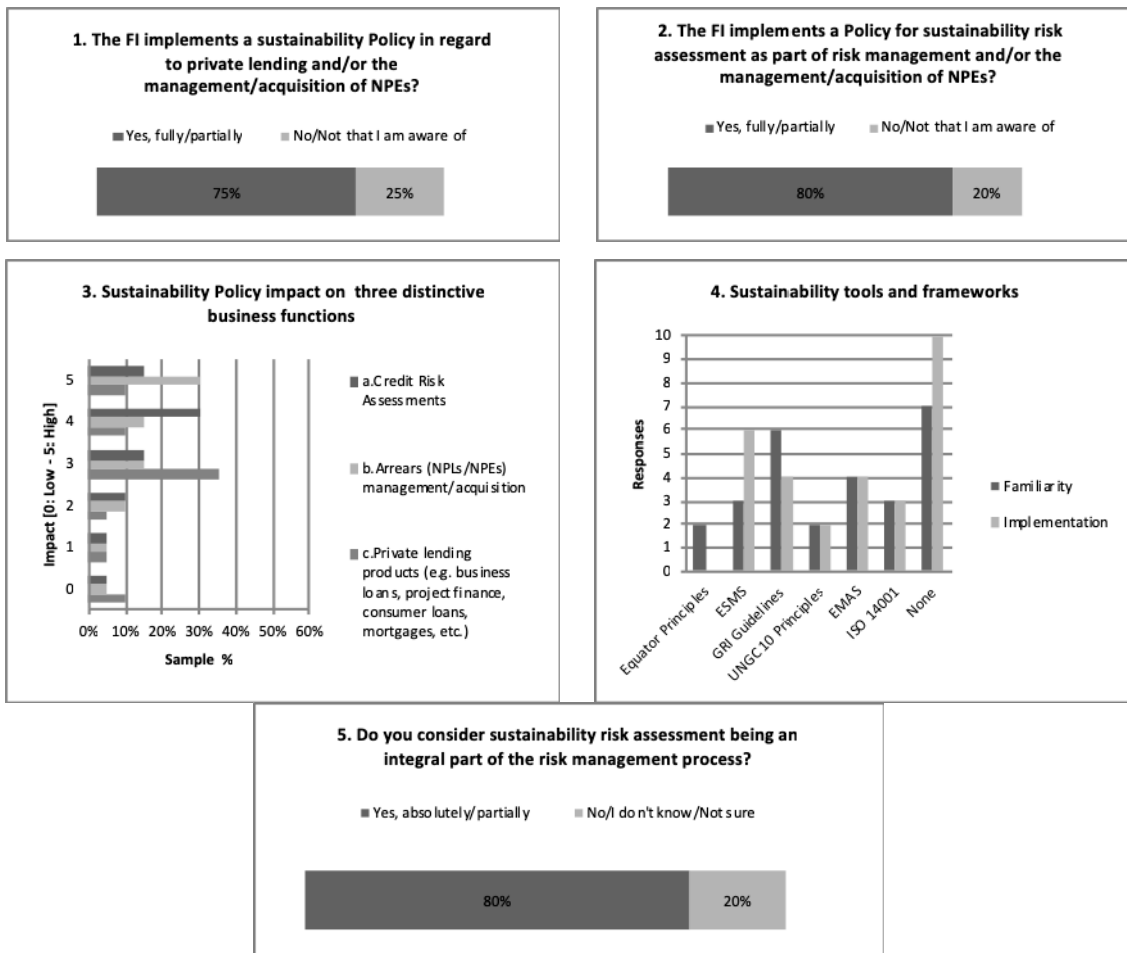 1. The FI implements a sustainability Policy in regard
to private lending and/or the
management/acquisition of NPEs?
Yes, fully/partially
No/Not that I am aware of
75%
25%
2. The FI implements a Policy for sustainability risk
assessment as part of risk management and/or the
management/acquisition of NPEs?
Yes, fully/partially
No/Not that I am aware of
80%
20%
3. Sustainability Policy impact on three distinctive
business functions
Impact [0: Low - 5: High]
5
4
3
2
1
0
0% 10% 20% 30% 40% 50% 60%
Sample %
a.Credit Risk
Assessments
b.Arrears (NPLs/NPEs)
management/acquisition
c.Private lending
products (e.g. business
loans, project finance,
consumer loans,
mortgages, etc.)
4. Sustainability tools and frameworks
Responses
10
9
8
7
6
5
4
3
2
1
0
Equator Principles
ESMS
GRI Guidelines
UNGC 10 Principles
EMAS
ISO 14001
None
Familiarity
Implementation
5. Do you consider sustainability risk assessment being an
integral part of the risk management process?
Yes, absolutely/partially
No/I don't know/Not sure
80%
20%